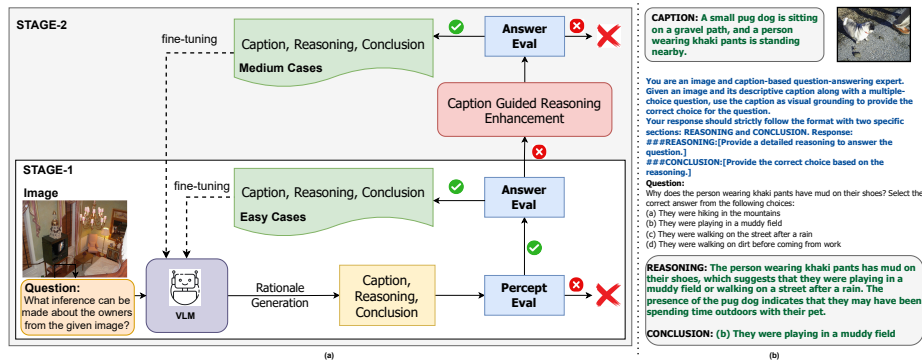 STAGE-2
fine-tuning
Caption, Reasoning, Conclusion
Medium Cases
Answer
Eval
Caption Guided Reasoning
Enhancement
STAGE-1
Image
fine-tuning
Caption, Reasoning, Conclusion
Easy Cases
Answer
Eval
Question:
What inference can be
made about the owners
from the given image?
VLM
Rationale
Generation
Caption,
Reasoning,
Conclusion
Percept
Eval
(a)
CAPTION: A small pug dog is sitting
on a gravel path, and a person
wearing khaki pants is standing
nearby.
You are an image and caption-based question-answering expert.
Given an image and its descriptive caption along with a multiple-
choice question, use the caption as visual grounding to provide the
correct choice for the question.
Your response should strictly follow the format with two specific
sections: REASONING and CONCLUSION. Response:
###REASONING:[Provide a detailed reasoning to answer the
question.]
###CONCLUSION:[Provide the correct choice based on the
reasoning.]
Question:
Why does the person wearing khaki pants have mud on their shoes? Select the
correct answer from the following choices:
(a) They were hiking in the mountains
(b) They were playing in a muddy field
(c) They were walking on the street after a rain
(d) They were walking on dirt before coming from work
REASONING: The person wearing khaki pants has mud on
their shoes, which suggests that they were playing in a
muddy field or walking on a street after a rain. The
presence of the pug dog indicates that they may have been
spending time outdoors with their pet.
CONCLUSION: (b) They were playing in a muddy field
(b)